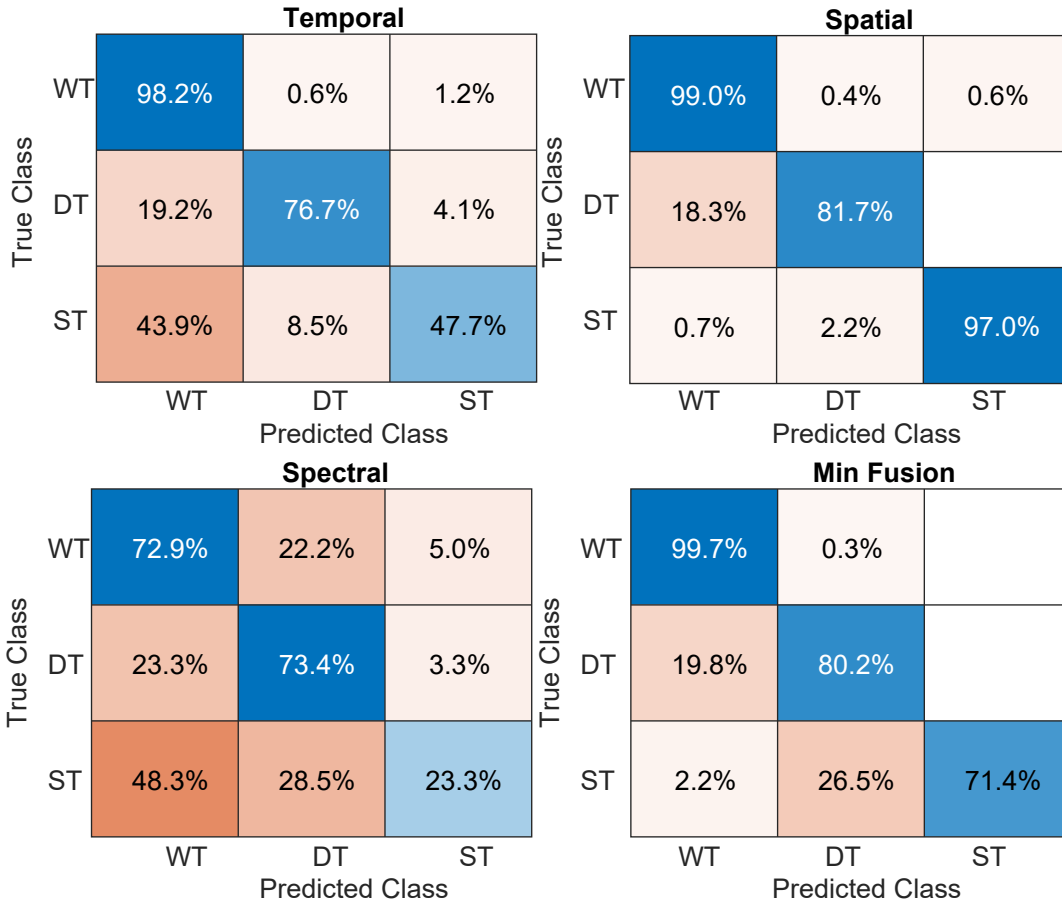 Temporal
True Class
WT 98.2% 0.6% 1.2%
DT 19.2% 76.7% 4.1%
ST 43.9% 8.5% 47.7%
WT DT ST
Predicted Class
Spatial
True Class
WT 99.0% 0.4% 0.6%
DT 18.3% 81.7%
ST 0.7% 2.2% 97.0%
WT DT ST
Predicted Class
Spectral
True Class
WT 72.9% 22.2% 5.0%
DT 23.3% 73.4% 3.3%
ST 48.3% 28.5% 23.3%
WT DT ST
Predicted Class
Min Fusion
True Class
WT 99.7% 0.3%
DT 19.8% 80.2%
ST 2.2% 26.5% 71.4%
WT DT ST
Predicted Class